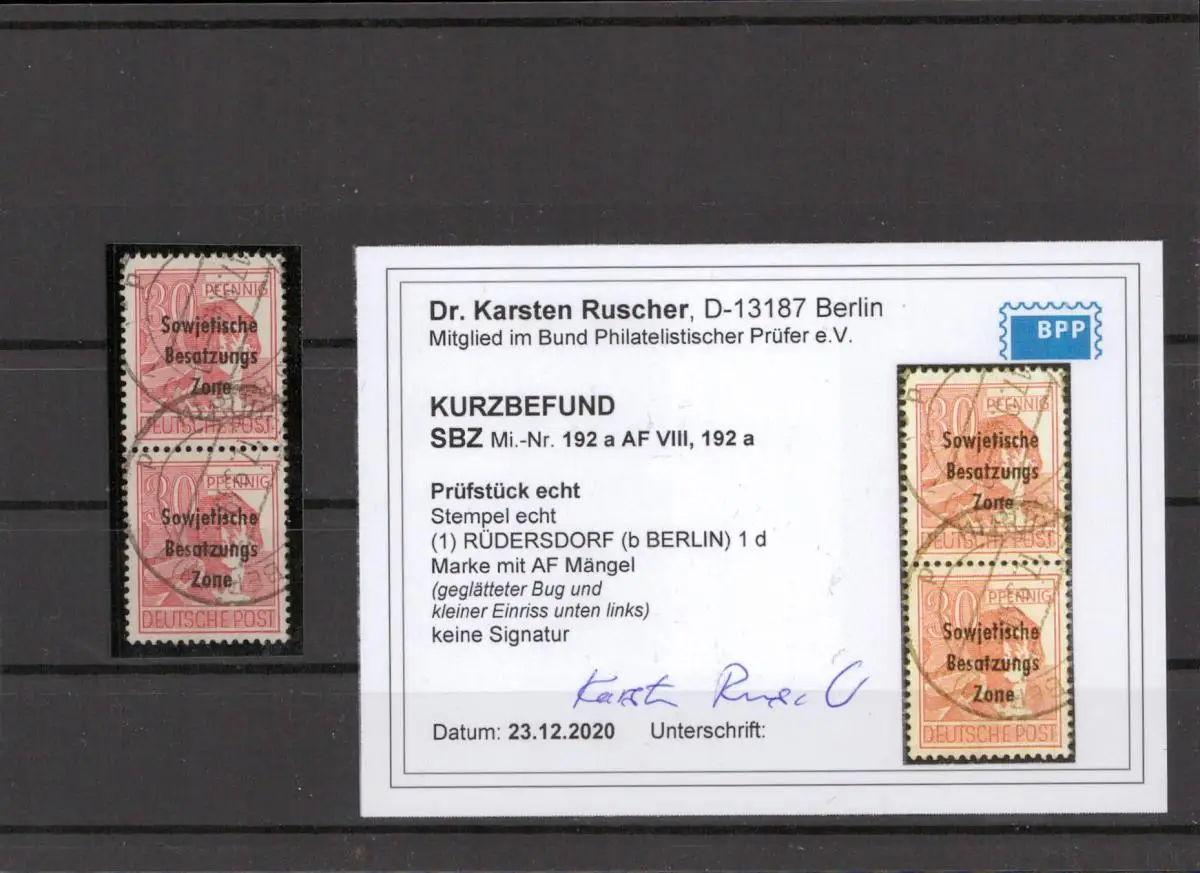 30 PFENNIG
Sowjetische
Besatzungs
Zone
DEUTSCHE POST
30 PFENNIG
Sowjetische
Besatzungs
Zone
DEUTSCHE POST
Dr. Karsten Ruscher, D-13187 Berlin
Mitglied im Bund Philatelistischer Prüfer e.V.
BPP
KURZBEFUND
SBZ Mi.-Nr. 192 a AF VIII, 192 a
Prüfstück echt
Stempel echt
(1) RÜDERSDORF (b BERLIN) 1 d
Marke mit AF Mängel
(geglätteter Bug und
kleiner Einriss unten links)
keine Signatur
Datum: 23.12.2020 Unterschrift:
30 PFENNIG
Sowjetische
Besatzungs
Zone
DEUTSCHE POST
30 PFENNIG
Sowjetische
Besatzungs
Zone
DEUTSCHE POST